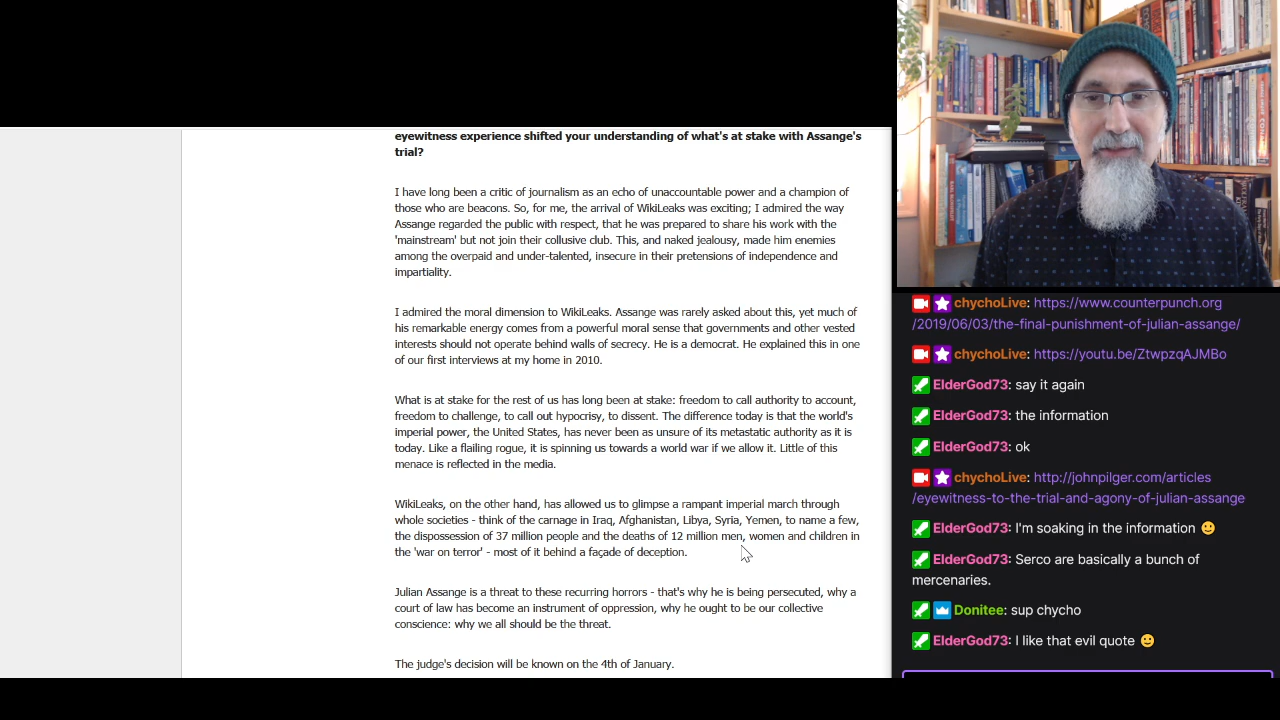 eyewitness experience shifted your understanding of what's at stake with Assange's
trial?
I have long been a critic of journalism as an echo of unaccountable power and a champion of
those who are beacons. So, for me, the arrival of WikiLeaks was exciting; I admired the way
Assange regarded the public with respect, that he was prepared to share his work with the
'mainstream' but not join their collusive club. This, and naked jealousy, made him enemies
among the overpaid and under-talented, insecure in their pretensions of independence and
impartiality.
I admired the moral dimension to WikiLeaks. Assange was rarely asked about this, yet much of
his remarkable energy comes from a powerful moral sense that governments and other vested
interests should not operate behind walls of secrecy. He is a democrat. He explained this in one
of our first interviews at my home in 2010.
What is at stake for the rest of us has long been at stake: freedom to call authority to account,
freedom to challenge, to call out hypocrisy, to dissent. The difference today is that the world's
imperial power, the United States, has never been as unsure of its metastatic authority as it is
today. Like a flailing rogue, it is spinning us towards a world war if we allow it. Little of this
menace is reflected in the media.
WikiLeaks, on the other hand, has allowed us to glimpse a rampant imperial march through
whole societies - think of the carnage in Iraq, Afghanistan, Libya, Syria, Yemen, to name a few,
the dispossession of 37 million people and the deaths of 12 million men, women and children in
the 'war on terror' - most of it behind a façade of deception.
Julian Assange is a threat to these recurring horrors - that's why he is being persecuted, why a
court of law has become an instrument of oppression, why he ought to be our collective
conscience: why we all should be the threat.
The judge's decision will be known on the 4th of January.
chychoLive: https://www.counterpunch.org
/2019/06/03/the-final-punishment-of-julian-assange/
chychoLive: https://youtu.be/ZtwpzqAJMBo
ElderGod73: say it again
ElderGod73: the information
ElderGod73: ok
chychoLive: http://johnpilger.com/articles
/eyewitness-to-the-trial-and-agony-of-julian-assange
ElderGod73: I'm soaking in the information
ElderGod73: Serco are basically a bunch of
mercenaries.
Donitee: sup chycho
ElderGod73: I like that evil quote